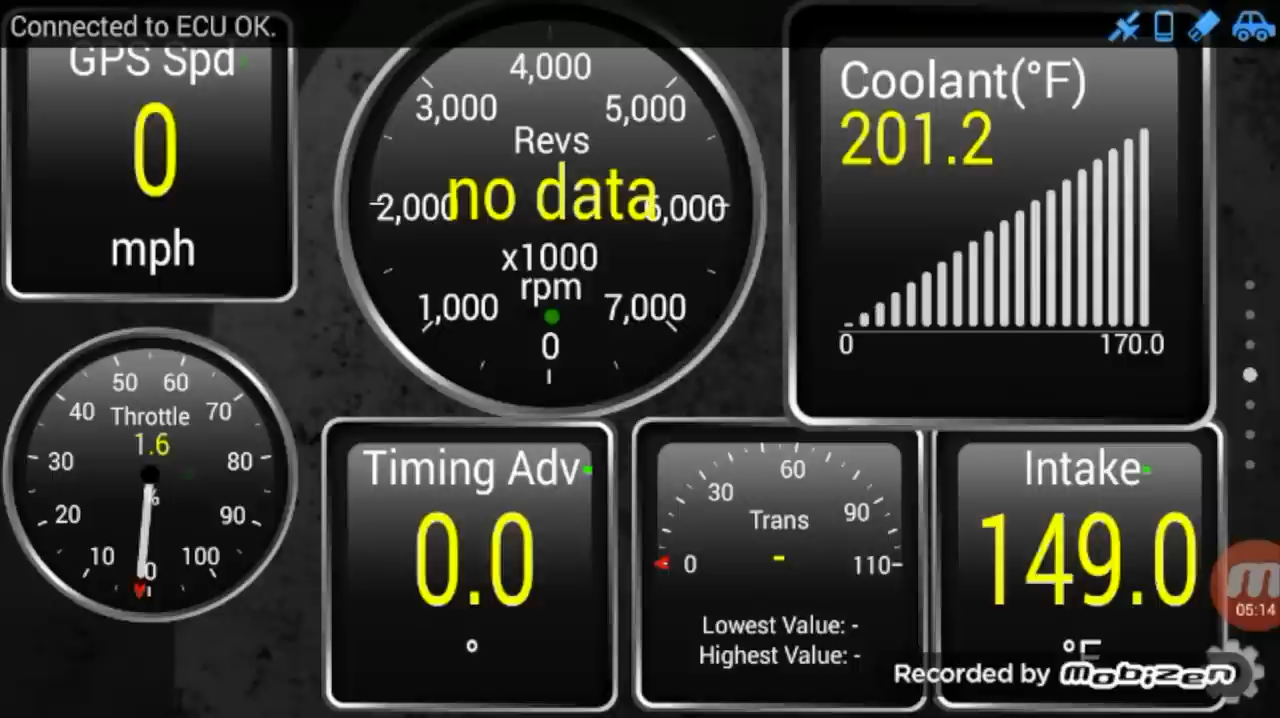 Connected to ECU OK.
GPS Spd
0
mph
4,000
3,000
5,000
Revs
no data
2,000
6,000
x1000
rpm
1,000
7,000
0
Coolant(°F)
201.2
0
170.0
50
60
40
Throttle
70
1.6
30
80
%
20
90
10
100
0
Timing Adv
0.0
°
60
30
90
Trans
-
0
110
Lowest Value: -
Highest Value: -
Intake
149.0
°F
m
05:14
Recorded by mobizen